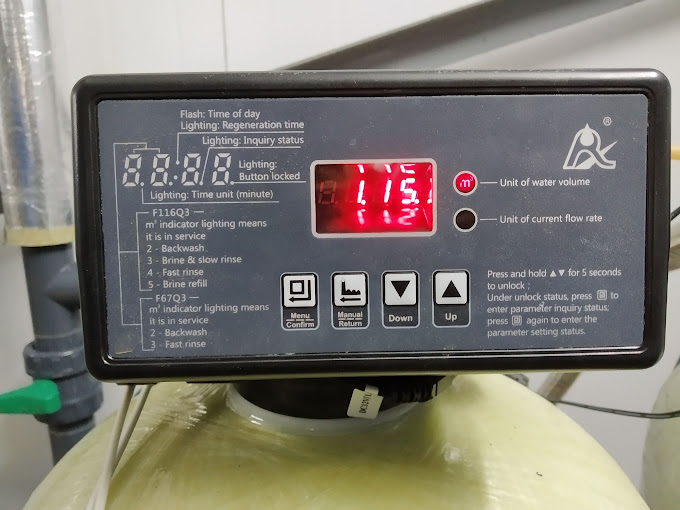 Flash: Time of day
Lighting: Regeneration time
Lighting: Inquiry status
8.8:8.8
Lighting:
Button locked
Lighting: Time unit (minute)
F116Q3
m³ indicator lighting means
it is in service
2 - Backwash
3 - Brine & slow rinse
4 - Fast rinse
5 - Brine refill
F67Q3
m³ indicator lighting means
it is in service
2 - Backwash
3 - Fast rinse
1.15.
®
m³
Unit of water volume
Unit of current flow rate
Menu
Confirm
Manual
Return
Down
Up
Press and hold ▲▼ for 5 seconds
to unlock ;
Under unlock status, press to
enter parameter inquiry status;
press again to enter the
parameter setting status.